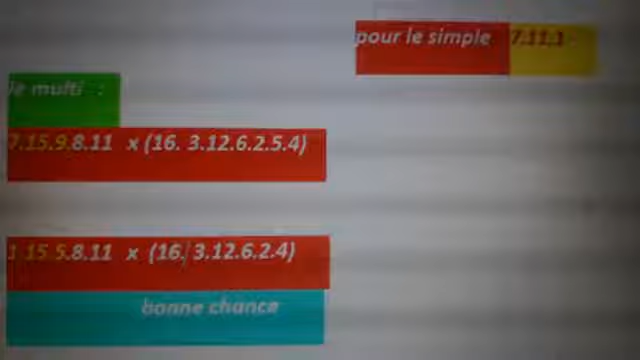 pour le simple 7.11.1
le multi :
7.15.9.8.11 x (16. 3.12.6.2.5.4)
1 15.5.8.11 x (16. 3.12.6.2.4)
bonne chance